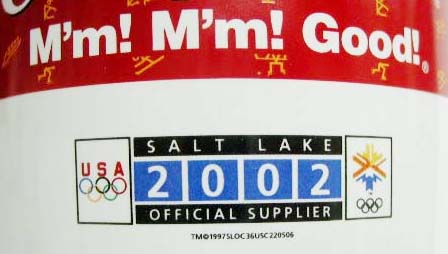 M'm! M'm! Good!®
SALT LAKE
USA
2002
OFFICIAL SUPPLIER
TM©1997SLOC36USC220506